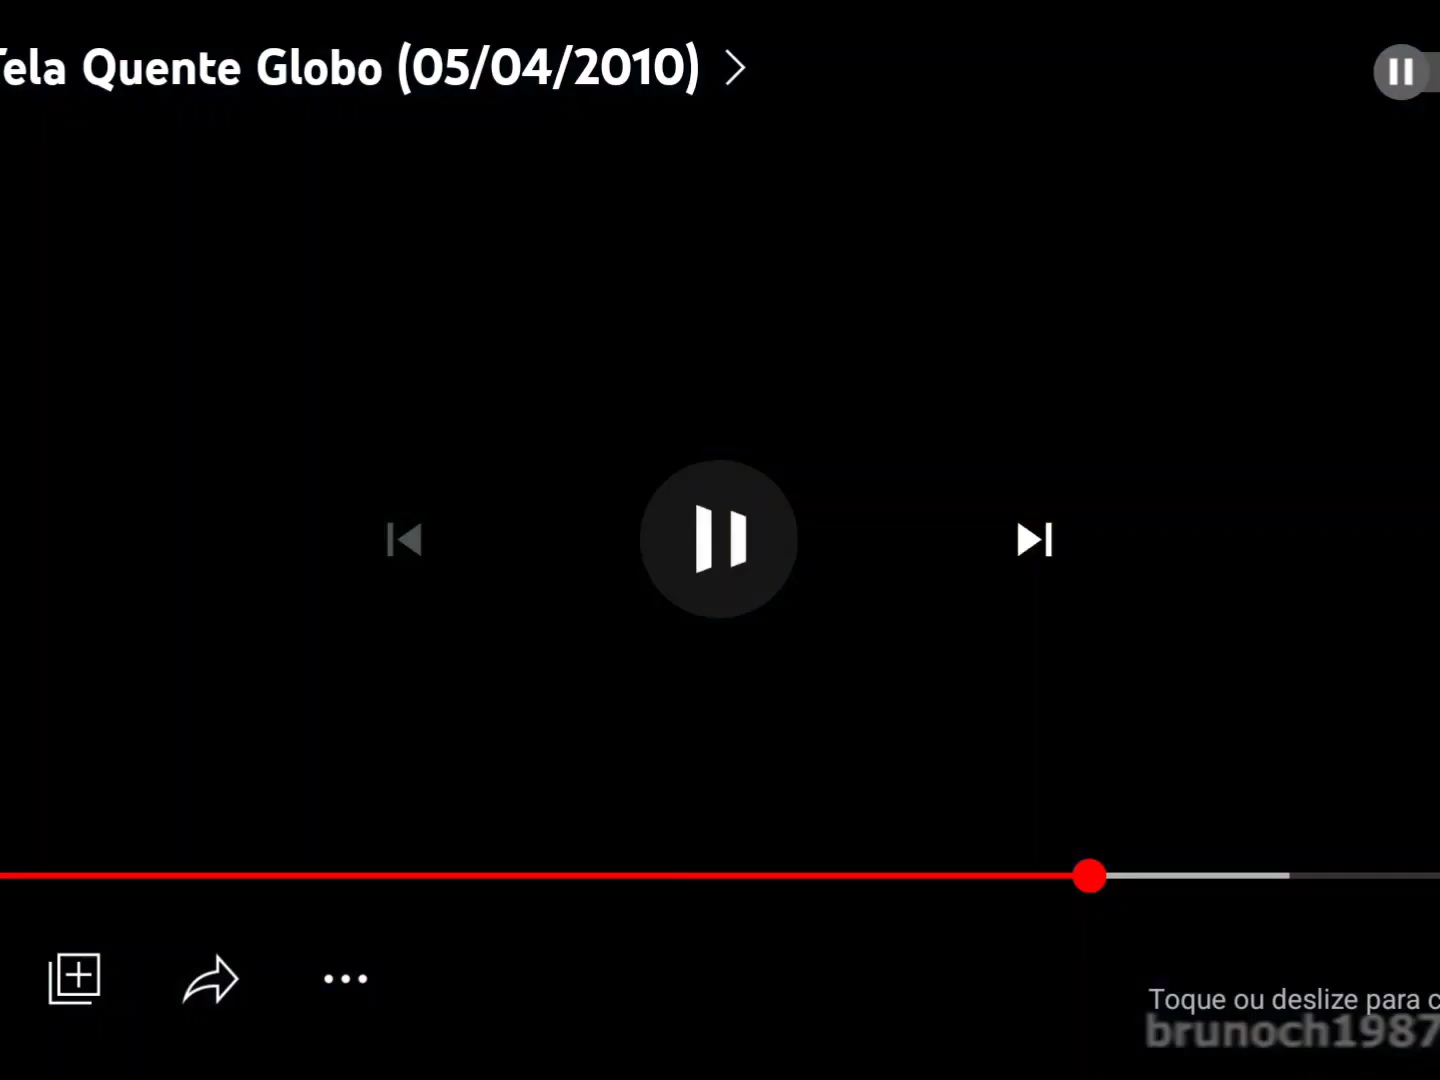 Tela Quente Globo (05/04/2010)
Toque ou deslize para c
brunoch1987